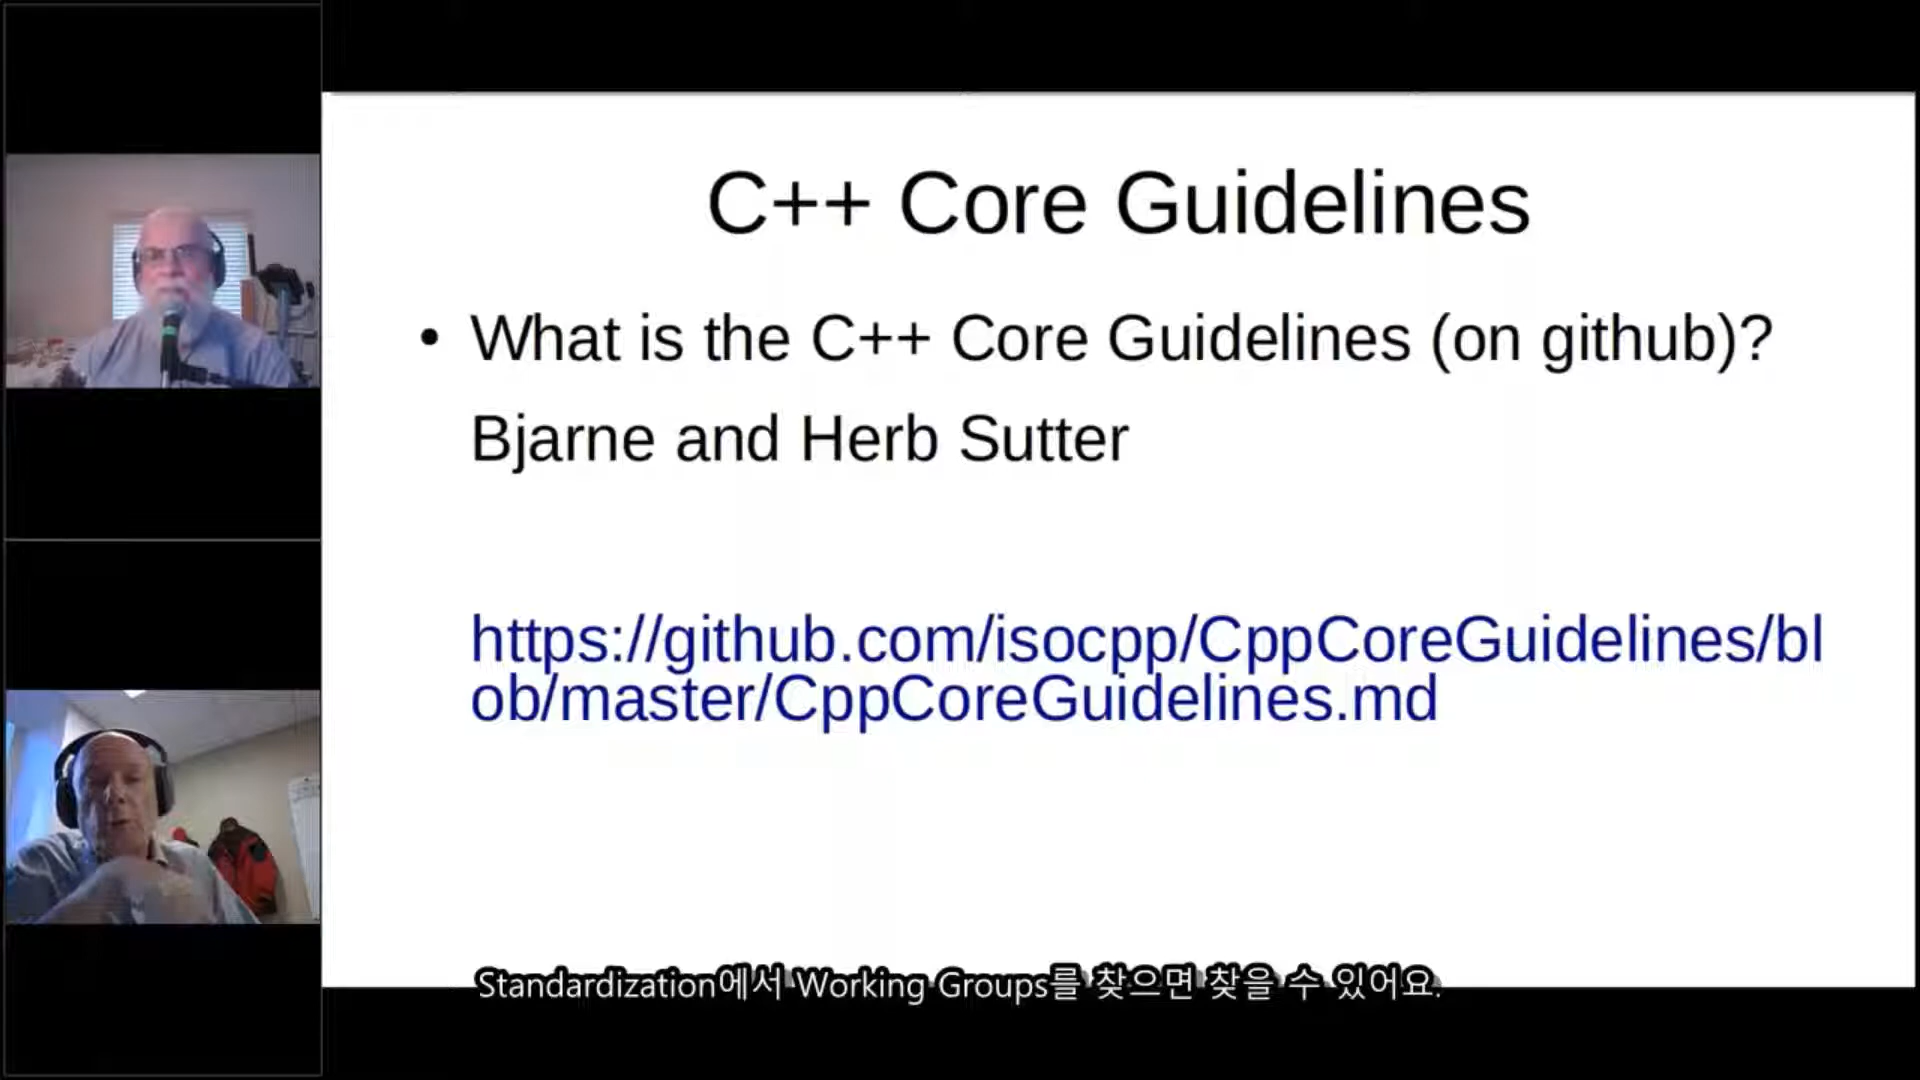 C++ Core Guidelines
• What is the C++ Core Guidelines (on github)?
Bjarne and Herb Sutter
https://github.com/isocpp/CppCoreGuidelines/bl
ob/master/CppCoreGuidelines.md
Standardization에서 Working Groups를 찾으면 찾을 수 있어요.